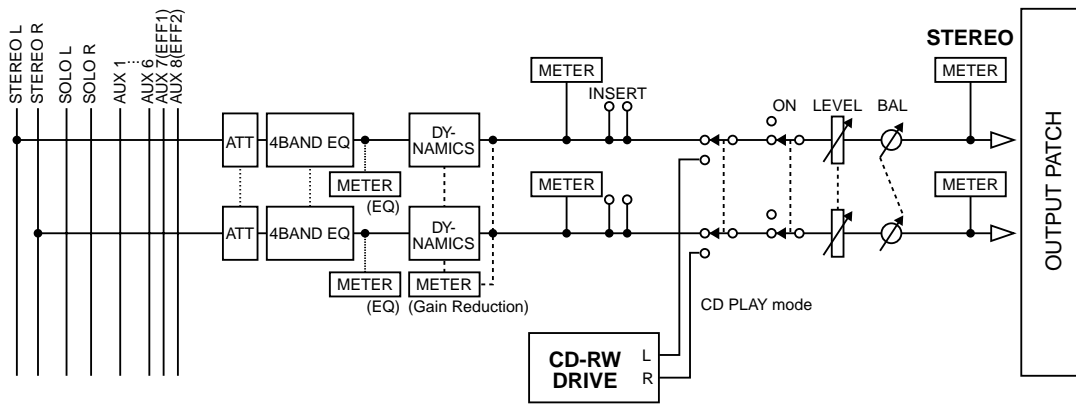 STEREO L
STEREO R
SOLO L
SOLO R
AUX 1
AUX 6
AUX 7(EFF1)
AUX 8(EFF2)
STEREO
METER
METER
INSERT
ON
LEVEL
BAL
ATT
4BAND EQ
DY-
NAMICS
METER
(EQ)
METER
METER
ATT
4BAND EQ
DY-
NAMICS
METER
(EQ)
METER
(Gain Reduction)
CD PLAY mode
CD-RW
DRIVE
L
R
OUTPUT PATCH